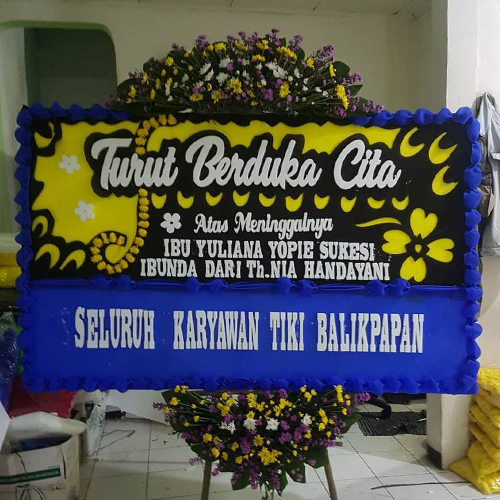 Turut Berduka Cita
Atas Meninggalnya
IBU YULIANA YOPIE SUKESI
IBUNDA DARI Th.NIA HANDAYANI
SELURUH KARYAWAN TIKI BALIKPAPAN